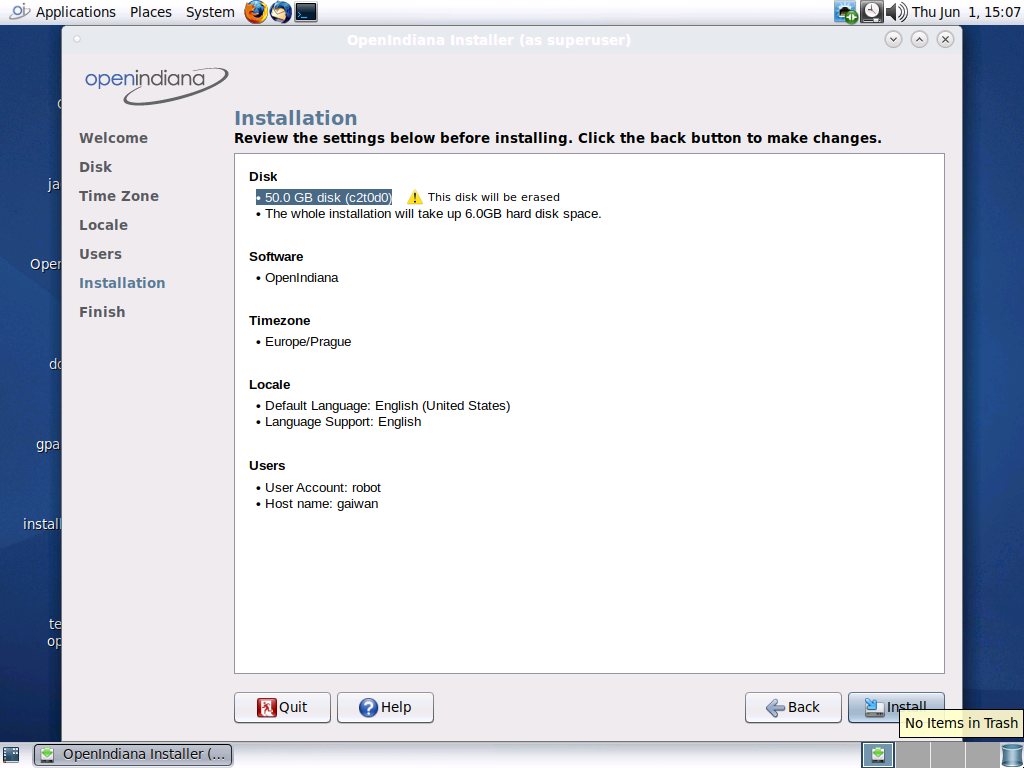 Applications Places System Thu Jun 1, 15:07
OpenIndiana Installer (as superuser)
openindiana
Installation
Review the settings below before installing. Click the back button to make changes.
Welcome
Disk
Time Zone
Locale
Users
Installation
Finish
Disk
• 50.0 GB disk (c2t0d0) This disk will be erased
• The whole installation will take up 6.0GB hard disk space.
Software
• OpenIndiana
Timezone
• Europe/Prague
Locale
• Default Language: English (United States)
• Language Support: English
Users
• User Account: robot
• Host name: gaiwan
ja
Open
do
gpa
install
te
op
Quit Help Back Install
No Items in Trash
OpenIndiana Installer (...